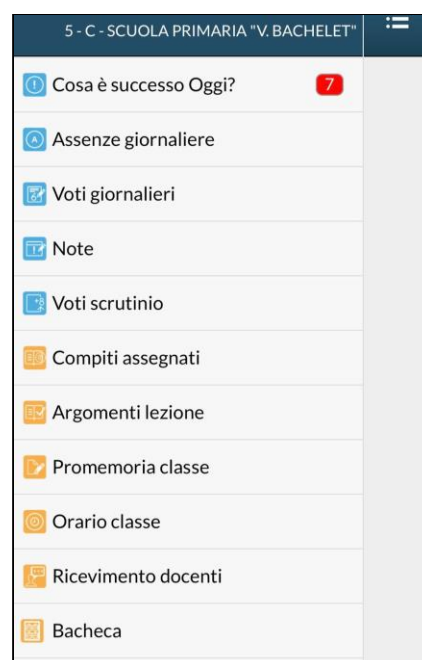 5 - C - SCUOLA PRIMARIA "V. BACHELET"
Cosa è successo Oggi? 7
Assenze giornaliere
Voti giornalieri
Note
Voti scrutinio
Compiti assegnati
Argomenti lezione
Promemoria classe
Orario classe
Ricevimento docenti
Bacheca